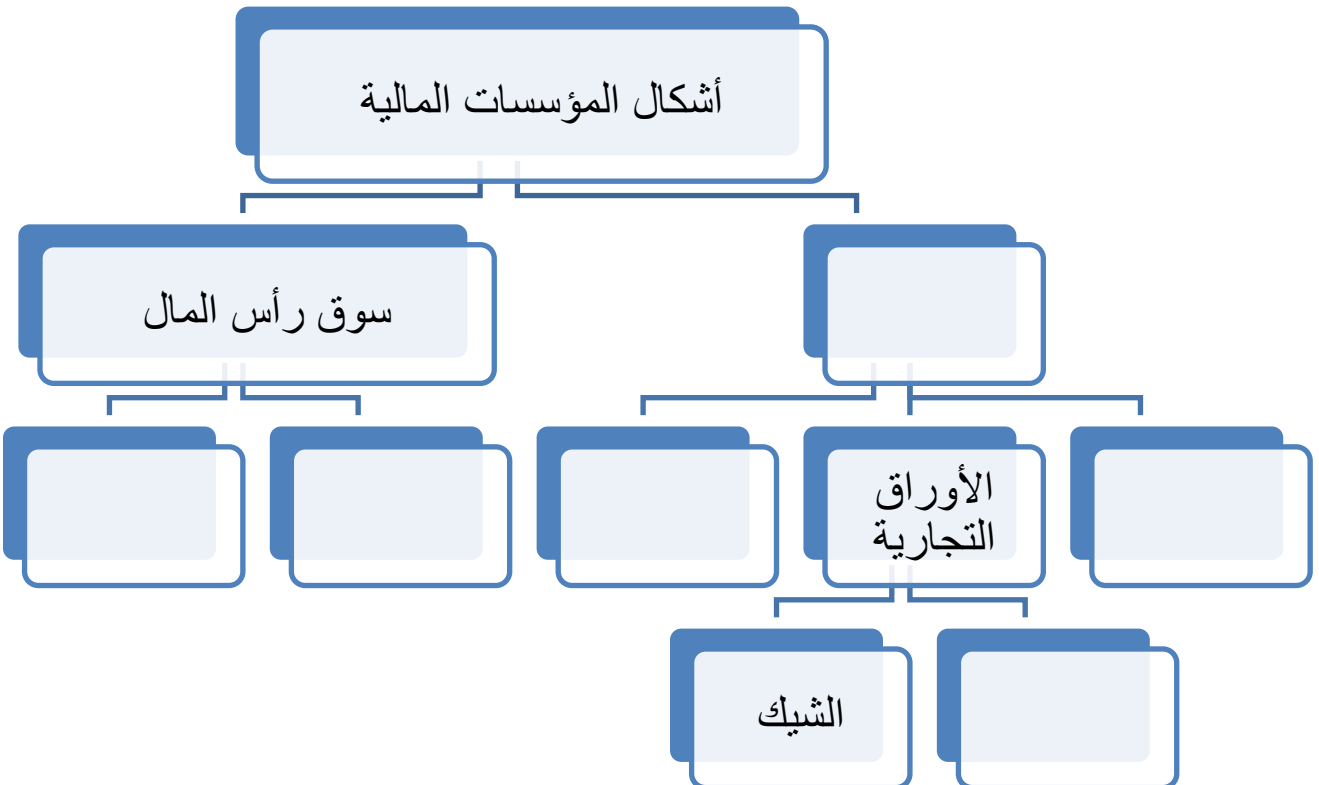 أشكال المؤسسات المالية
سوق رأس المال
الأوراق
التجارية
الشيك